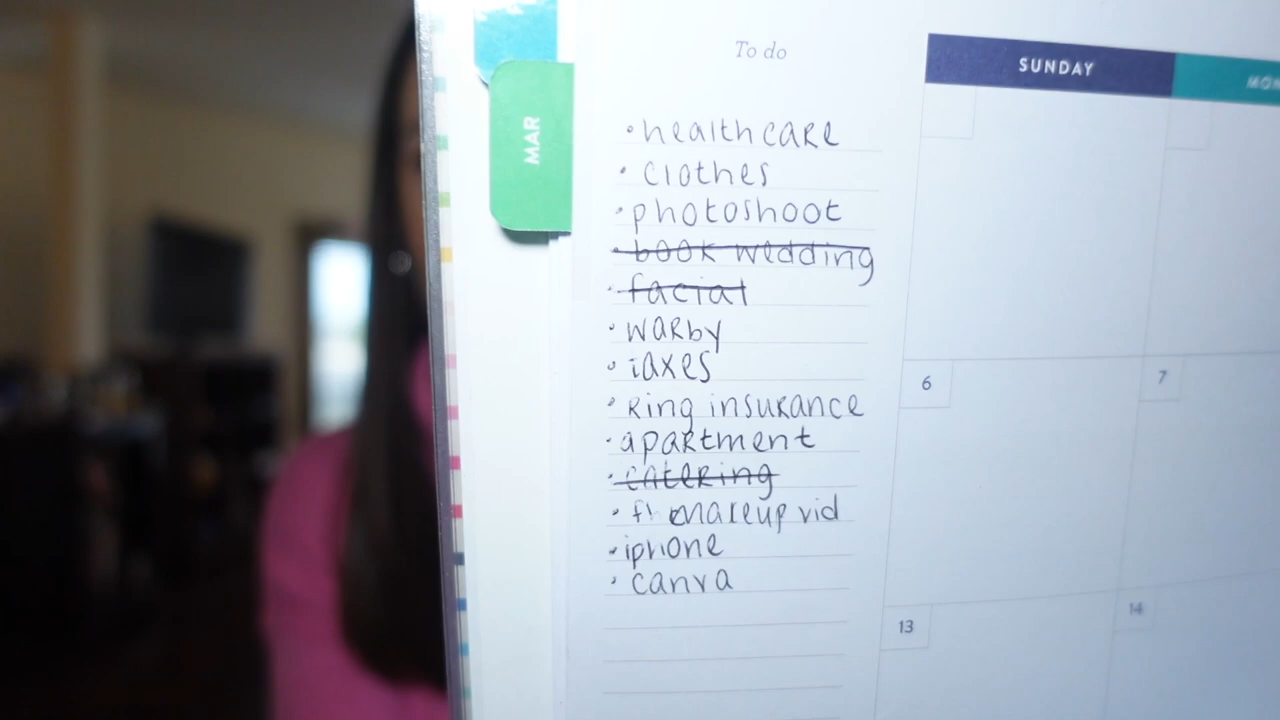 To do
SUNDAY
MON
MAR
• healthcare
• clothes
• photoshoot
• book wedding
• facial
• warby
• taxes
• Ring insurance
• apartment
• catering
• makeup vid
• iphone
• canva
6
7
13
14